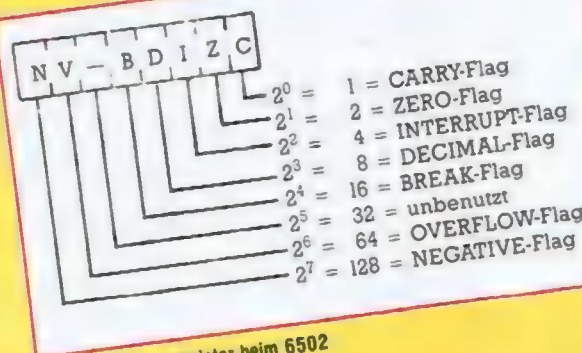 N V — B D I Z C
2⁰ = 1 = CARRY-Flag
2¹ = 2 = ZERO-Flag
2² = 4 = INTERRUPT-Flag
2³ = 8 = DECIMAL-Flag
2⁴ = 16 = BREAK-Flag
2⁵ = 32 = unbenutzt
2⁶ = 64 = OVERFLOW-Flag
2⁷ = 128 = NEGATIVE-Flag
beim 6502